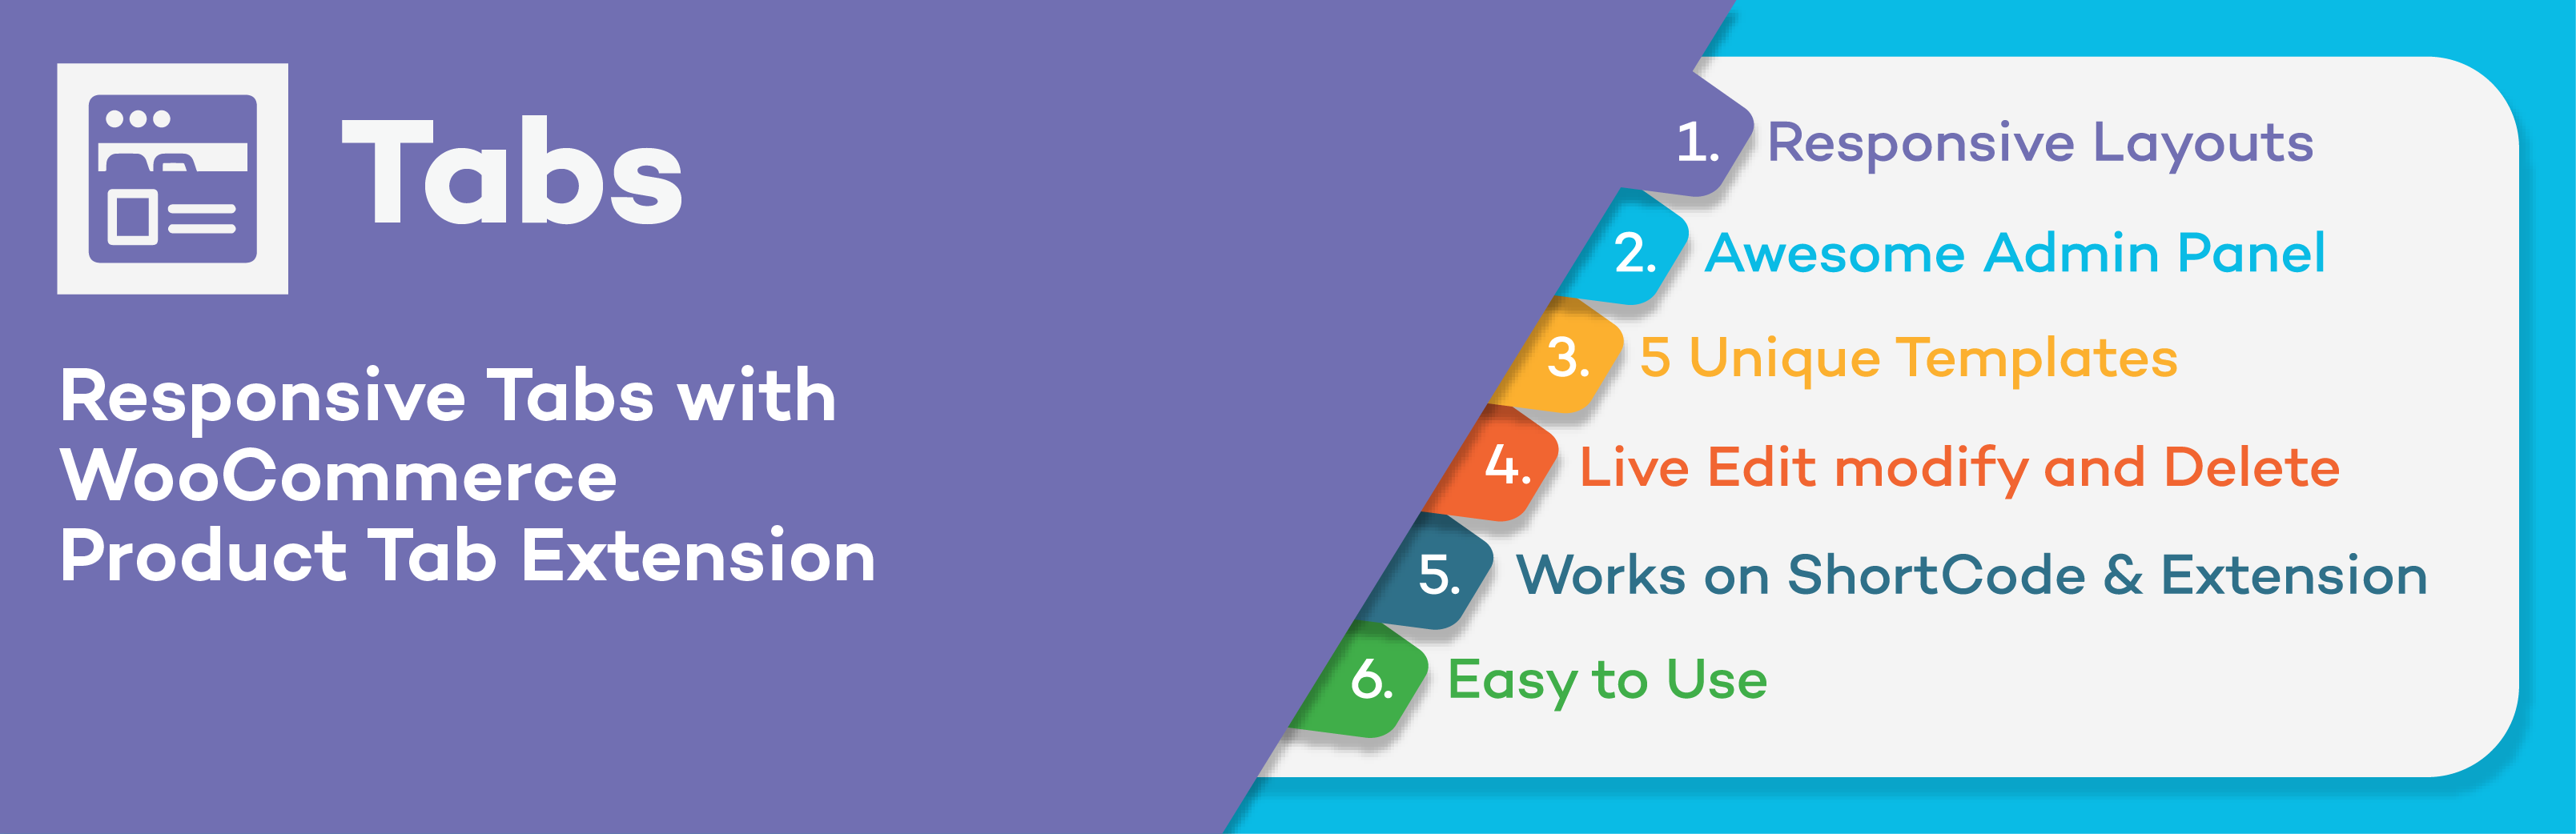 Tabs
Responsive Tabs with
WooCommerce
Product Tab Extension
1. Responsive Layouts
2. Awesome Admin Panel
3. 5 Unique Templates
4. Live Edit modify and Delete
5. Works on ShortCode & Extension
6. Easy to Use